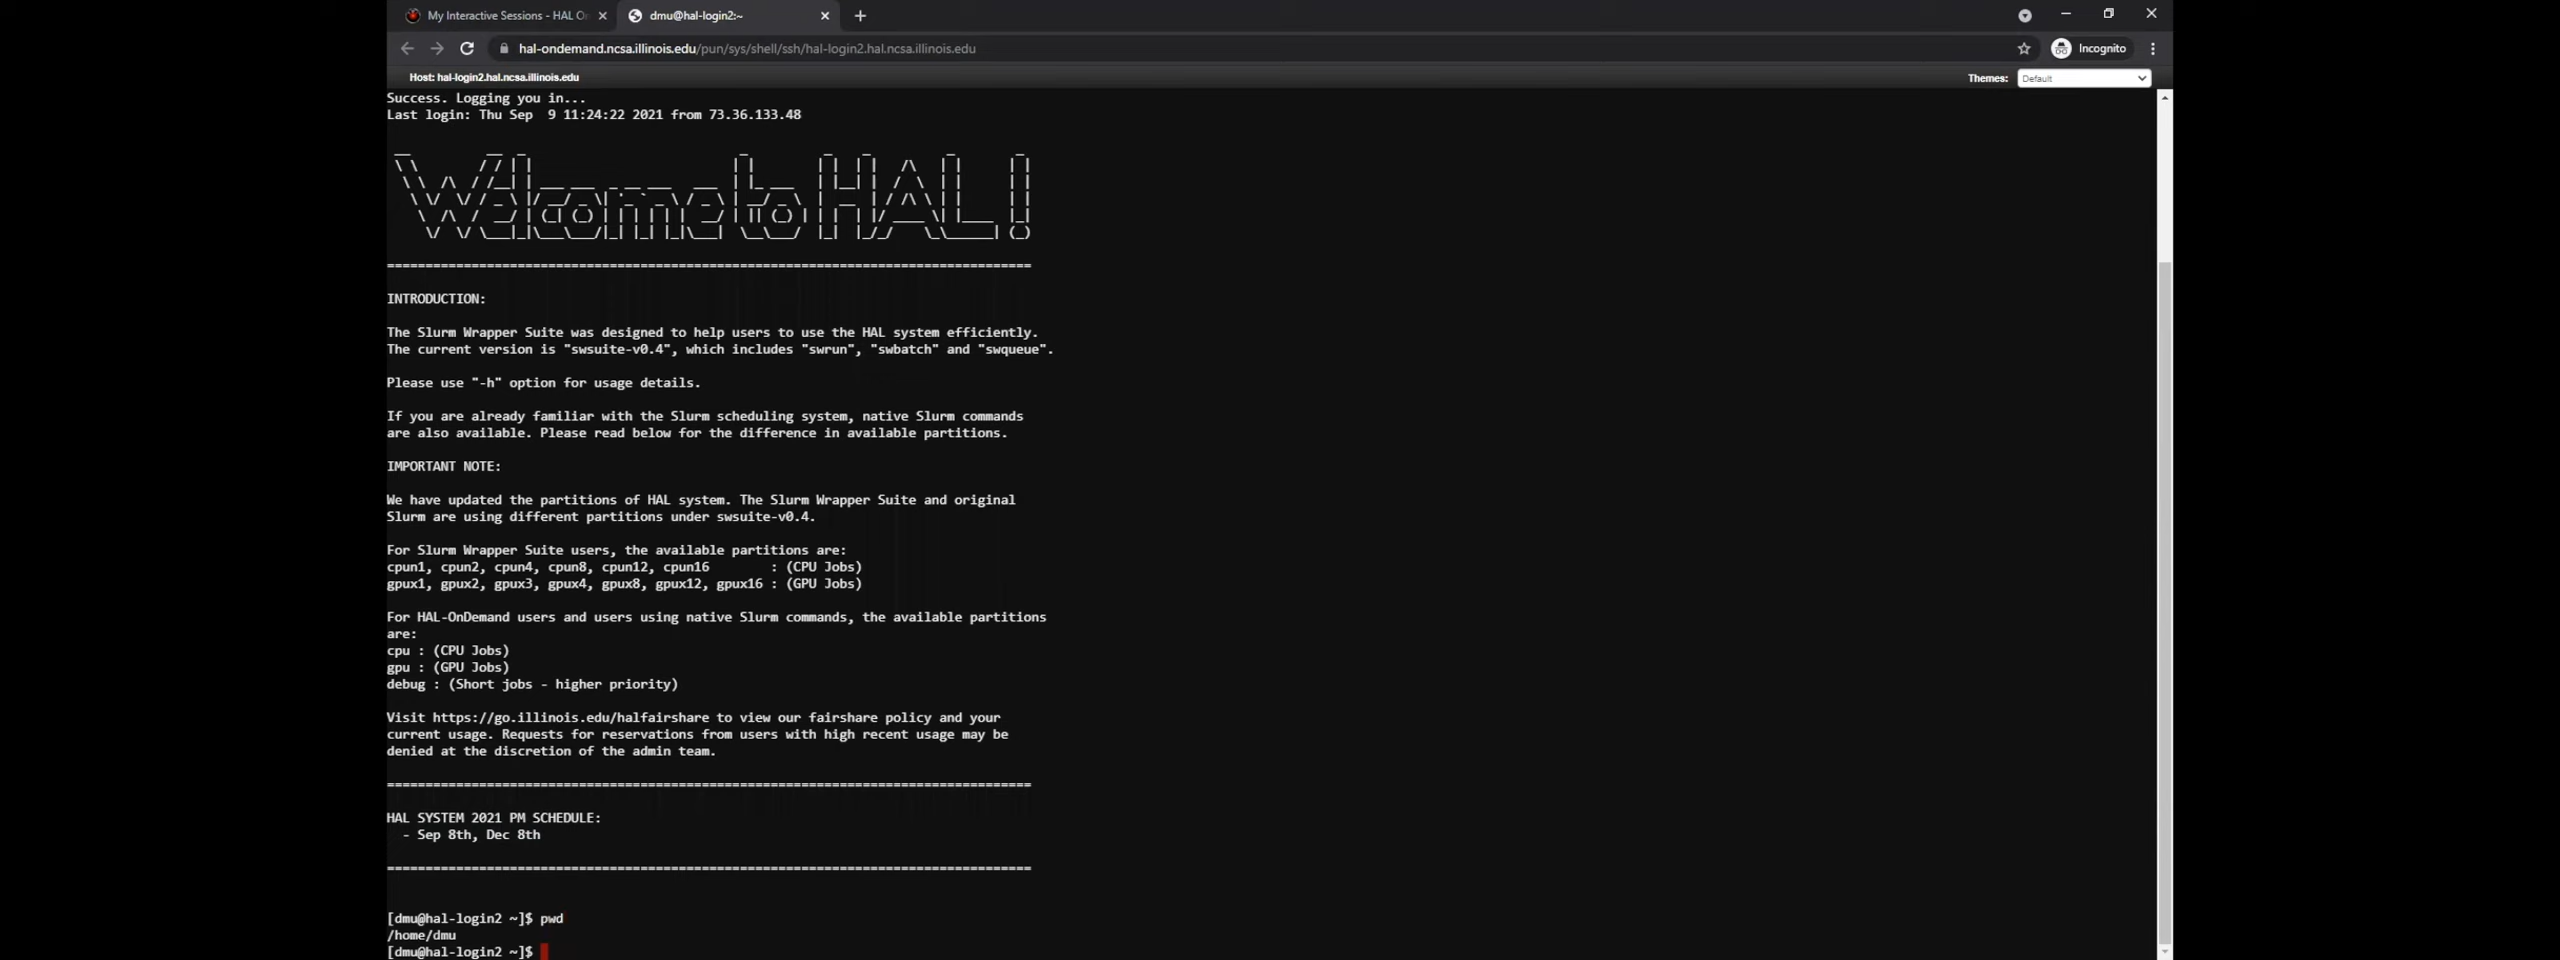 My Interactive Sessions - HAL O
dmu@hal-login2:~
hal-ondemand.ncsa.illinois.edu/pun/sys/shell/ssh/hal-login2.hal.ncsa.illinois.edu
Incognito
Host: hal-login2.hal.ncsa.illinois.edu
Themes:
Default
Success. Logging you in...
Last login: Thu Sep  9 11:24:22 2021 from 73.36.133.48
Welcome to HAL!
====================================================================================
INTRODUCTION:
The Slurm Wrapper Suite was designed to help users to use the HAL system efficiently.
The current version is "swsuite-v0.4", which includes "swrun", "swbatch" and "swqueue".
Please use "-h" option for usage details.
If you are already familiar with the Slurm scheduling system, native Slurm commands
are also available. Please read below for the difference in available partitions.
IMPORTANT NOTE:
We have updated the partitions of HAL system. The Slurm Wrapper Suite and original
Slurm are using different partitions under swsuite-v0.4.
For Slurm Wrapper Suite users, the available partitions are:
cpun1, cpun2, cpun4, cpun8, cpun12, cpun16        : (CPU Jobs)
gpux1, gpux2, gpux3, gpux4, gpux8, gpux12, gpux16 : (GPU Jobs)
For HAL-OnDemand users and users using native Slurm commands, the available partitions
are:
cpu : (CPU Jobs)
gpu : (GPU Jobs)
debug : (Short jobs - higher priority)
Visit https://go.illinois.edu/halfairshare to view our fairshare policy and your
current usage. Requests for reservations from users with high recent usage may be
denied at the discretion of the admin team.
====================================================================================
HAL SYSTEM 2021 PM SCHEDULE:
- Sep 8th, Dec 8th
====================================================================================
[dmu@hal-login2 ~]$ pwd
/home/dmu
[dmu@hal-login2 ~]$